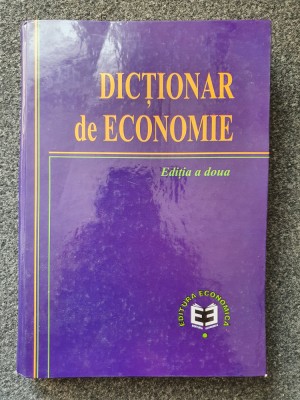 DICȚIONAR
de ECONOMIE
Ediția a doua
EDITURA ECONOMICĂ